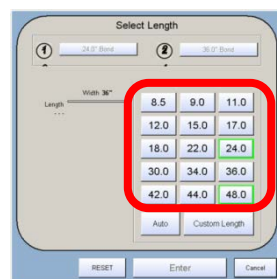 Select Length
1 24.0" Bond 2 36.0" Bond
Width 36"
Length
---
8.5 9.0 11.0
12.0 15.0 17.0
18.0 22.0 24.0
30.0 34.0 36.0
42.0 44.0 48.0
Auto Custom Length
RESET Enter Cancel